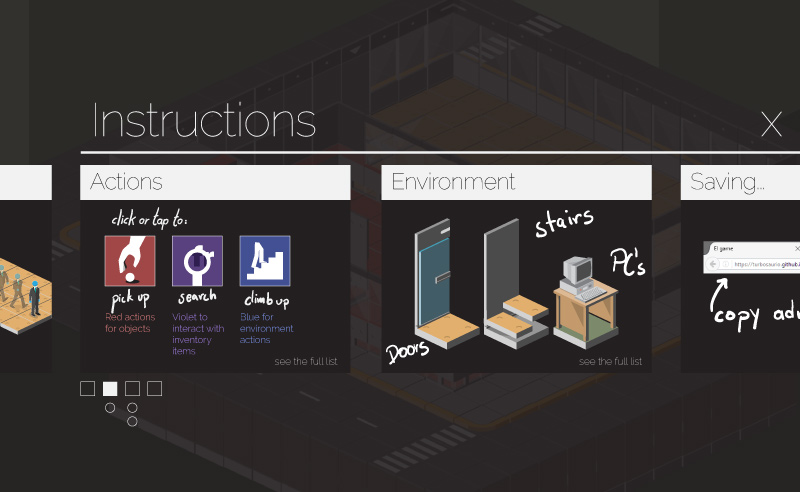 Instructions
X
Actions
click or tap to:
pick up
search
climb up
Red actions
for objects
Violet to
interact with
inventory
items
Blue for
environment
actions
see the full list
Environment
stairs
PC's
Doors
see the full list
Saving...
El game
https://turbosaurio.github.i
copy